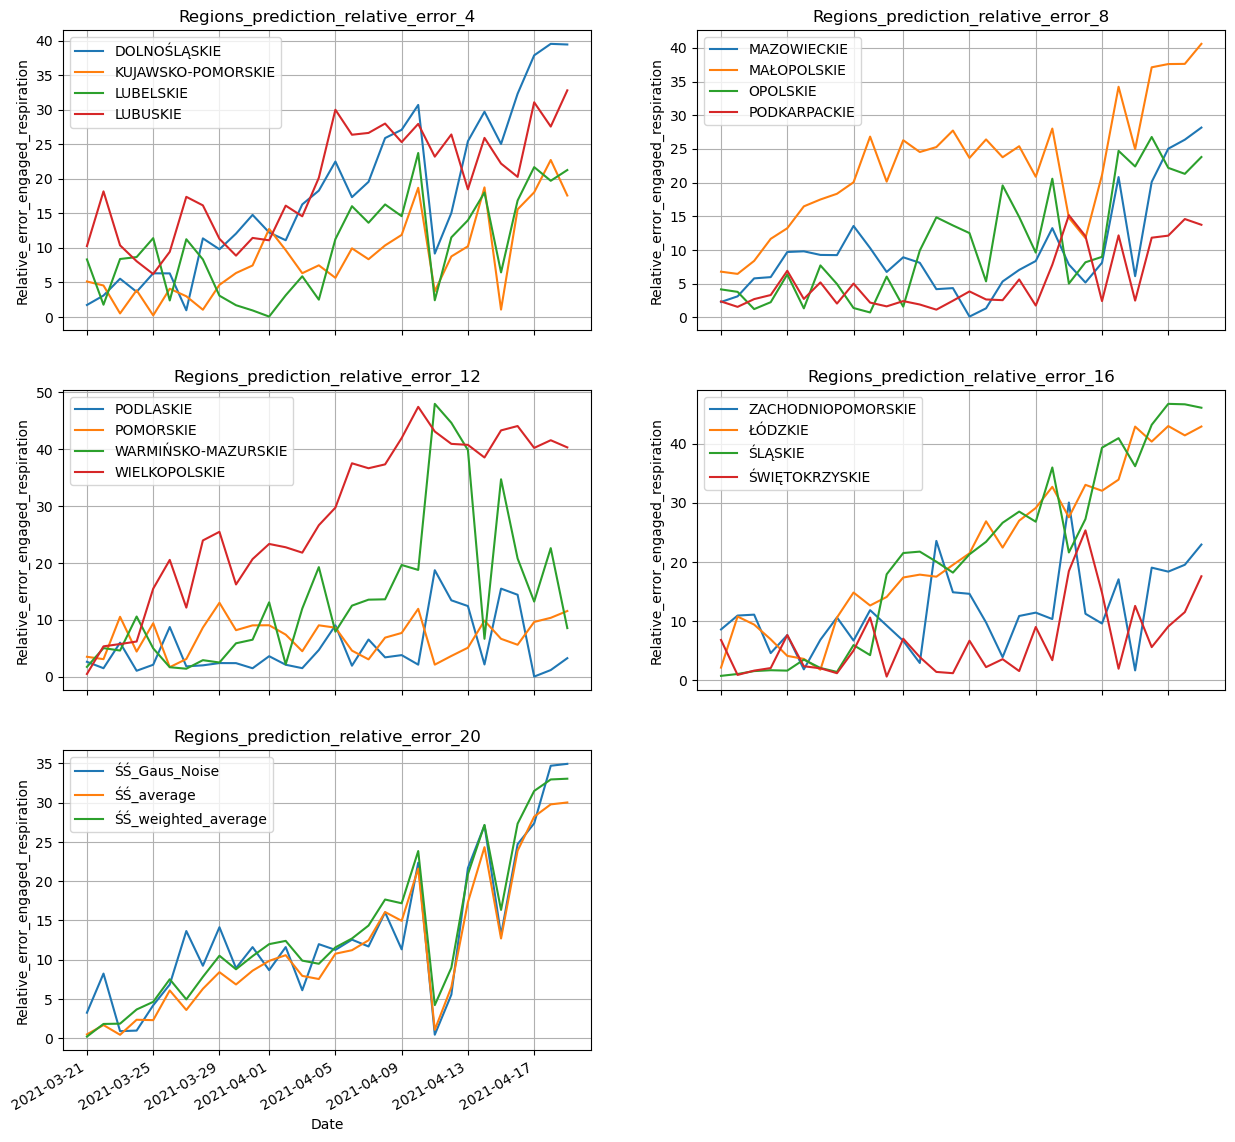 Regions_prediction_relative_error_4
Relative_error_engaged_respiration
40
35
30
25
20
15
10
5
0
DOLNOŚLĄSKIE
KUJAWSKO-POMORSKIE
LUBELSKIE
LUBUSKIE
Regions_prediction_relative_error_8
Relative_error_engaged_respiration
40
35
30
25
20
15
10
5
0
MAZOWIECKIE
MAŁOPOLSKIE
OPOLSKIE
PODKARPACKIE
Regions_prediction_relative_error_12
Relative_error_engaged_respiration
50
40
30
20
10
0
PODLASKIE
POMORSKIE
WARMIŃSKO-MAZURSKIE
WIELKOPOLSKIE
Regions_prediction_relative_error_16
Relative_error_engaged_respiration
40
30
20
10
0
ZACHODNIOPOMORSKIE
ŁÓDZKIE
ŚLĄSKIE
ŚWIĘTOKRZYSKIE
Regions_prediction_relative_error_20
Relative_error_engaged_respiration
35
30
25
20
15
10
5
0
ŚŚ_Gaus_Noise
ŚŚ_average
ŚŚ_weighted_average
2021-03-21
2021-03-25
2021-03-29
2021-04-01
2021-04-05
2021-04-09
2021-04-13
2021-04-17
Date